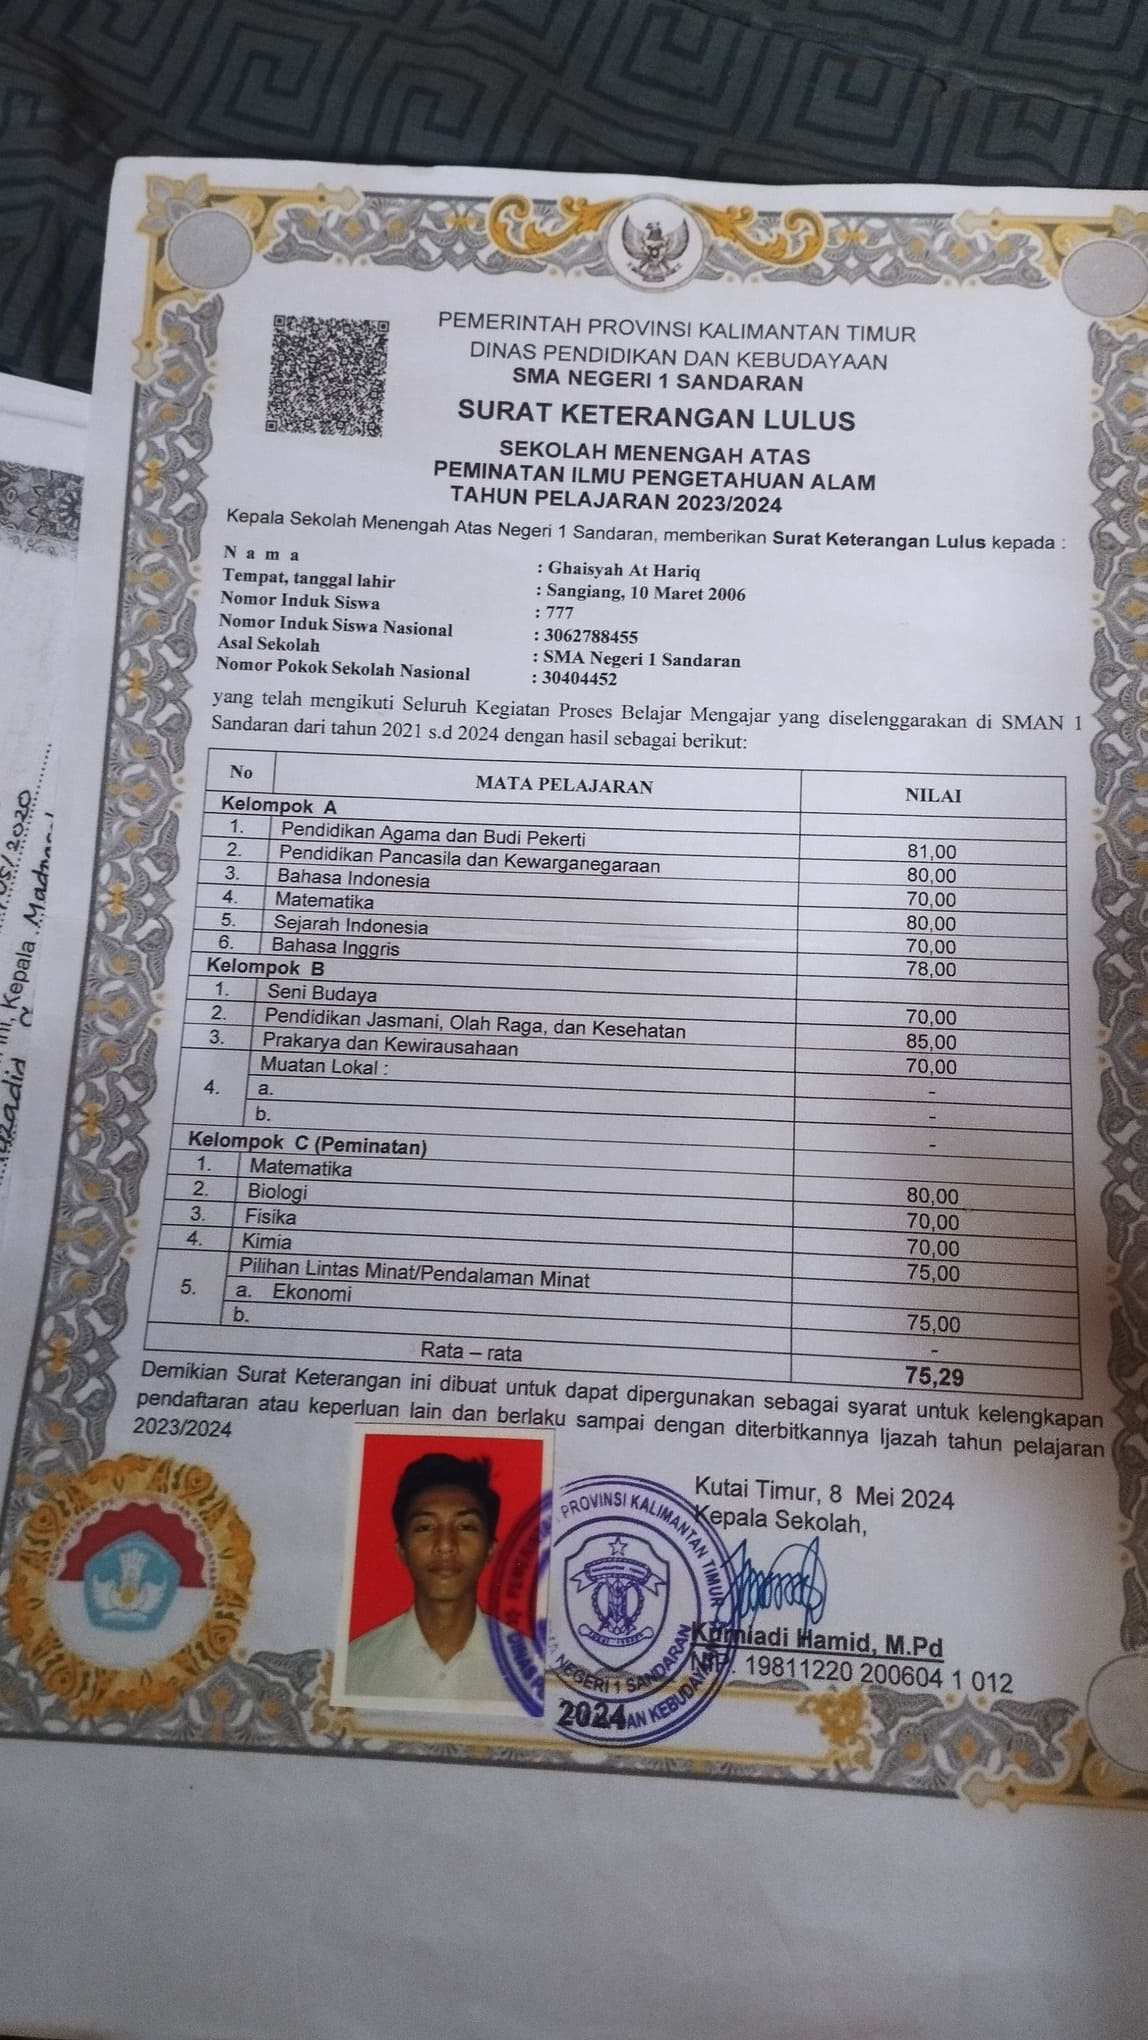 PEMERINTAH PROVINSI KALIMANTAN TIMUR
DINAS PENDIDIKAN DAN KEBUDAYAAN
SMA NEGERI 1 SANDARAN
SURAT KETERANGAN LULUS
SEKOLAH MENENGAH ATAS
PEMINATAN ILMU PENGETAHUAN ALAM
TAHUN PELAJARAN 2023/2024
Kepala Sekolah Menengah Atas Negeri 1 Sandaran, memberikan Surat Keterangan Lulus kepada :
N a m a : Ghaisyah At Hariq
Tempat, tanggal lahir : Sangiang, 10 Maret 2006
Nomor Induk Siswa : 777
Nomor Induk Siswa Nasional : 3062788455
Asal Sekolah : SMA Negeri 1 Sandaran
Nomor Pokok Sekolah Nasional : 30404452
yang telah mengikuti Seluruh Kegiatan Proses Belajar Mengajar yang diselenggarakan di SMAN 1
Sandaran dari tahun 2021 s.d 2024 dengan hasil sebagai berikut:
No MATA PELAJARAN NILAI
Kelompok A
1. Pendidikan Agama dan Budi Pekerti 81,00
2. Pendidikan Pancasila dan Kewarganegaraan 80,00
3. Bahasa Indonesia 70,00
4. Matematika 80,00
5. Sejarah Indonesia 70,00
6. Bahasa Inggris 78,00
Kelompok B
1. Seni Budaya 70,00
2. Pendidikan Jasmani, Olah Raga, dan Kesehatan 85,00
3. Prakarya dan Kewirausahaan 70,00
4. Muatan Lokal : -
a. -
b. -
Kelompok C (Peminatan)
1. Matematika 80,00
2. Biologi 70,00
3. Fisika 70,00
4. Kimia 75,00
5. Pilihan Lintas Minat/Pendalaman Minat
a. Ekonomi 75,00
b. -
Rata – rata 75,29
Demikian Surat Keterangan ini dibuat untuk dapat dipergunakan sebagai syarat untuk kelengkapan
pendaftaran atau keperluan lain dan berlaku sampai dengan diterbitkannya Ijazah tahun pelajaran
2023/2024
Kutai Timur, 8 Mei 2024
Kepala Sekolah,
PROVINSI KALIMANTAN TIMUR
NEGERI 1 SANDARAN
2024
Kurniadi Hamid, M.Pd
NIP. 19811220 200604 1 012
Kepala Madrasah